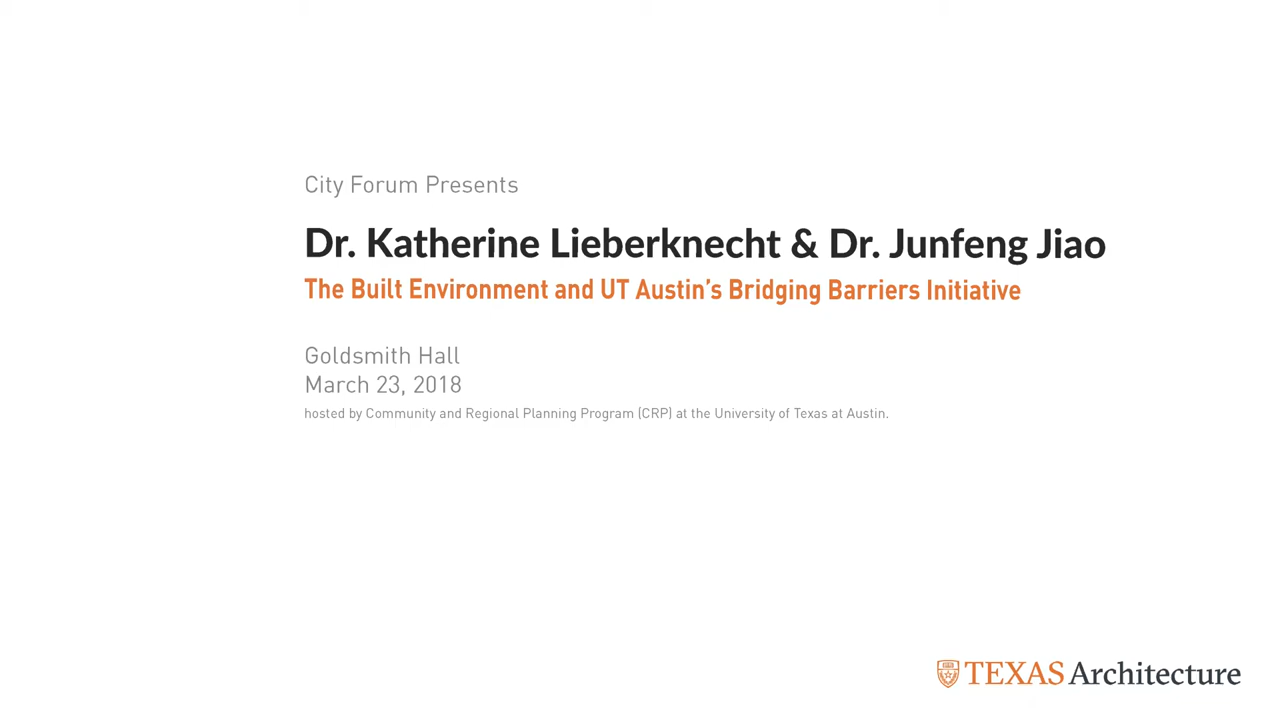 City Forum Presents
Dr. Katherine Lieberknecht & Dr. Junfeng Jiao
The Built Environment and UT Austin's Bridging Barriers Initiative
Goldsmith Hall
March 23, 2018
hosted by Community and Regional Planning Program (CRP) at the University of Texas at Austin.
TEXAS Architecture